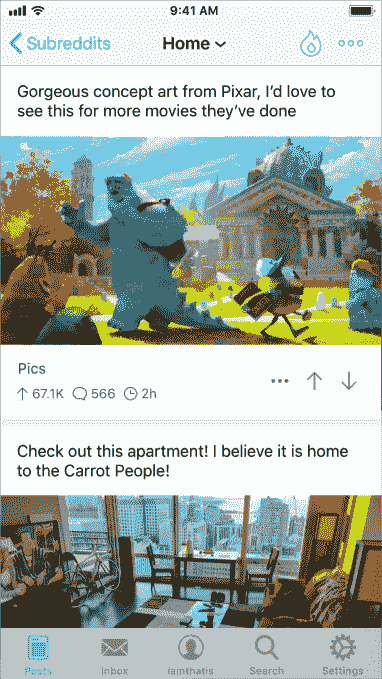 9:41 AM
Subreddits
Home
Gorgeous concept art from Pixar, I'd love to
see this for more movies they've done
Pics
67.1K 566 2h
Check out this apartment! I believe it is home
to the Carrot People!
Posts Inbox iamthatis Search Settings